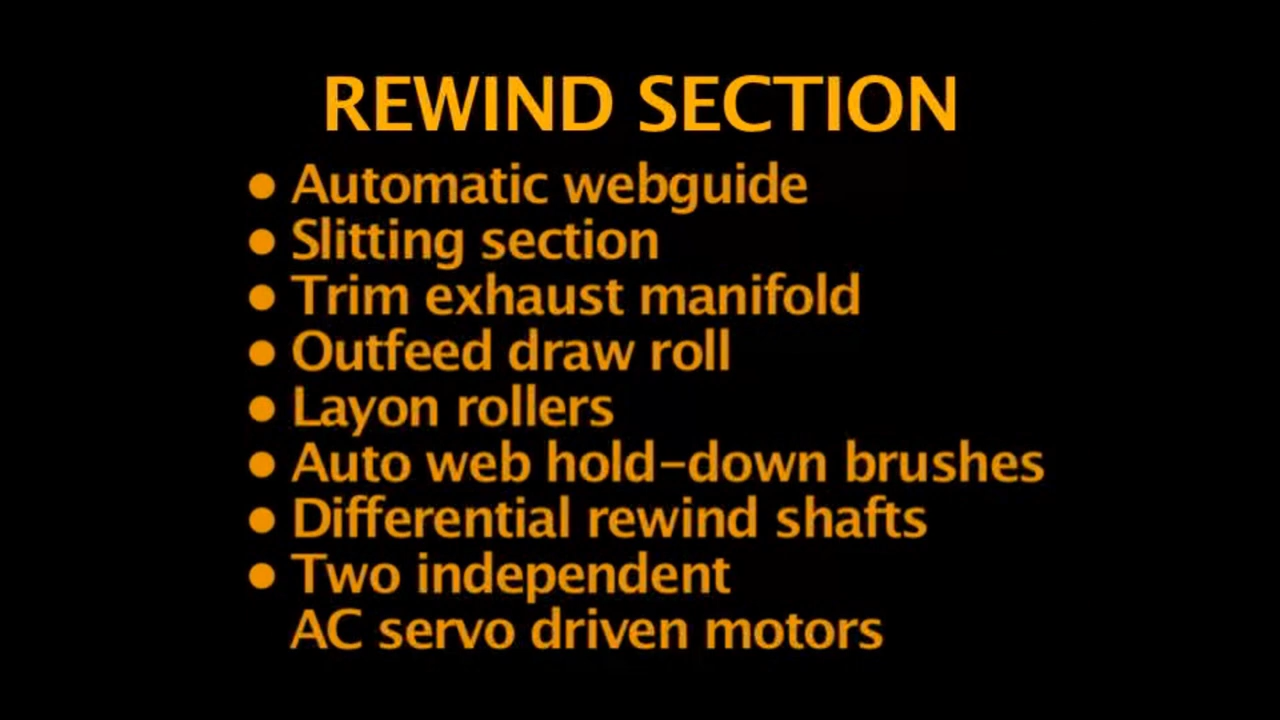 REWIND SECTION
● Automatic webguide
● Slitting section
● Trim exhaust manifold
● Outfeed draw roll
● Layon rollers
● Auto web hold-down brushes
● Differential rewind shafts
● Two independent
AC servo driven motors